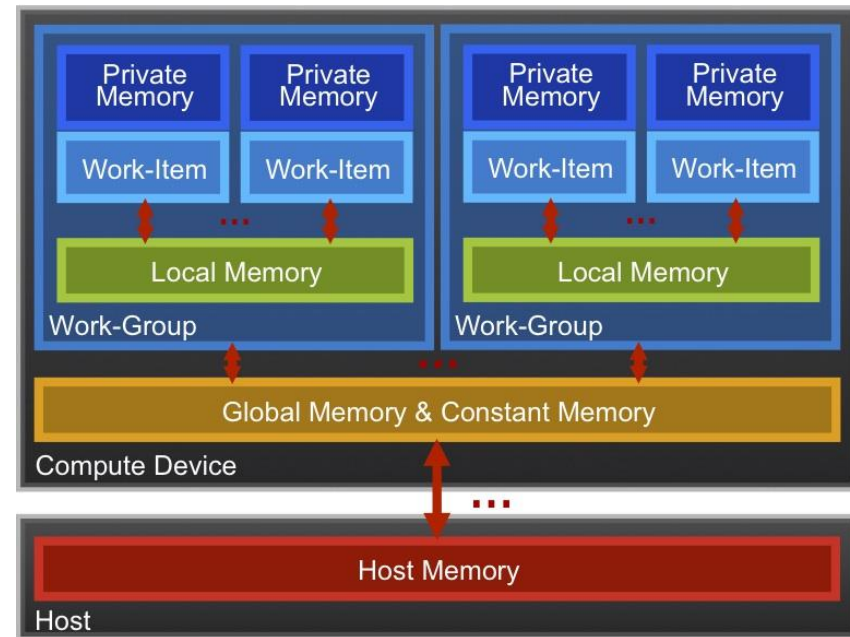 Private
Memory
Private
Memory
Private
Memory
Private
Memory
Work-Item
Work-Item
Work-Item
Work-Item
...
...
Local Memory
Local Memory
Work-Group
Work-Group
...
Global Memory & Constant Memory
Compute Device
...
Host Memory
Host